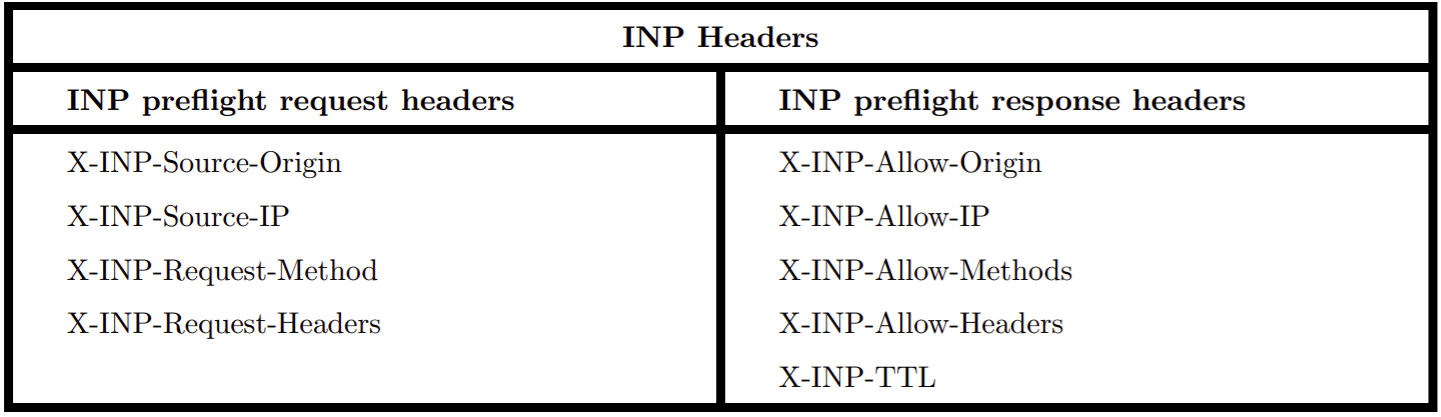 INP Headers
INP preflight request headers
INP preflight response headers
X-INP-Source-Origin
X-INP-Allow-Origin
X-INP-Source-IP
X-INP-Allow-IP
X-INP-Request-Method
X-INP-Allow-Methods
X-INP-Request-Headers
X-INP-Allow-Headers
X-INP-TTL